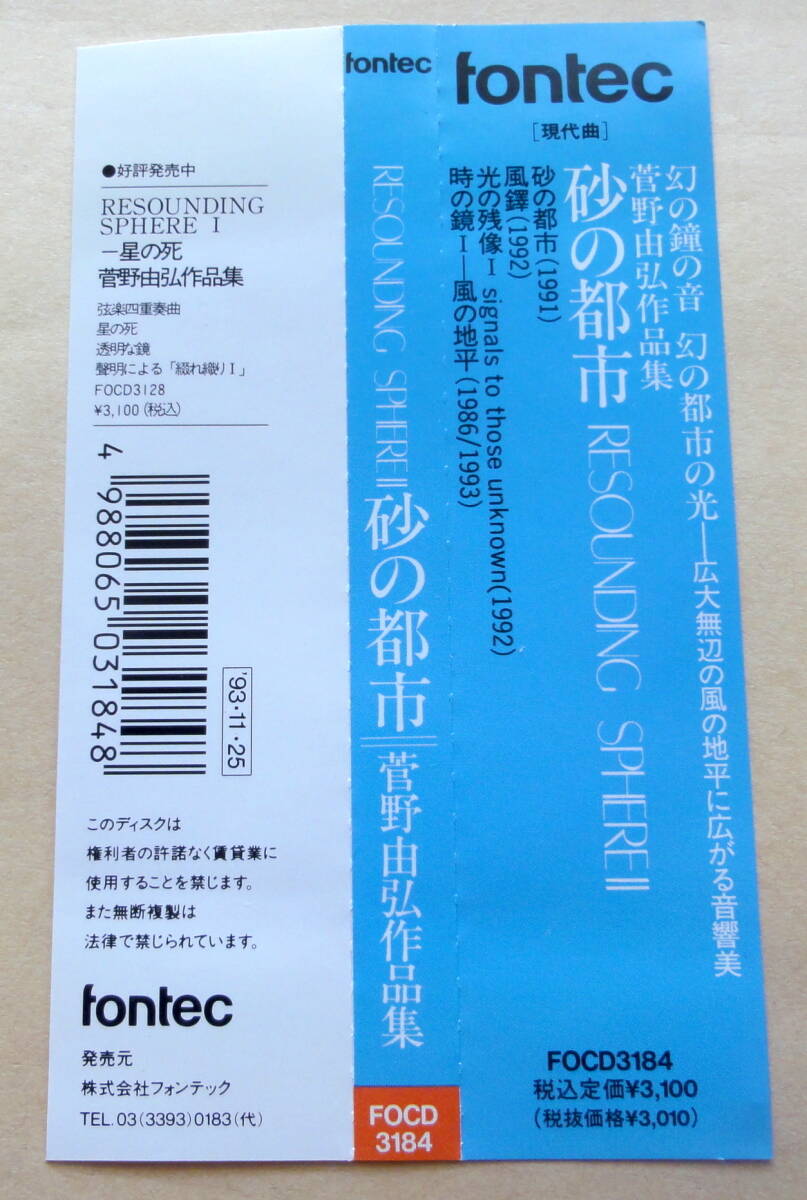 fontec
[現代曲]
幻の鐘の音 幻の都市の光―広大無辺の風の地平に広がる音響美
菅野由弘作品集
砂の都市 RESOUNDING SPHERE II
砂の都市(1991)
風鐸(1992)
光の残像I signals to those unknown(1992)
時の鏡I―風の地平(1986/1993)
FOCD3184
税込定価¥3,100
(税抜価格¥3,010)
fontec
RESOUNDING SPHERE II 砂の都市 菅野由弘作品集
FOCD
3184
●好評発売中
RESOUNDING
SPHERE I
―星の死
菅野由弘作品集
弦楽四重奏曲
星の死
透明な鏡
聲明による「綴れ織りI」
FOCD3128
¥3,100(税込)
4 988065 031848
'93・11・25
このディスクは
権利者の許諾なく賃貸業に
使用することを禁じます。
また無断複製は
法律で禁じられています。
fontec
発売元
株式会社フォンテック
TEL.03(3393)0183(代)